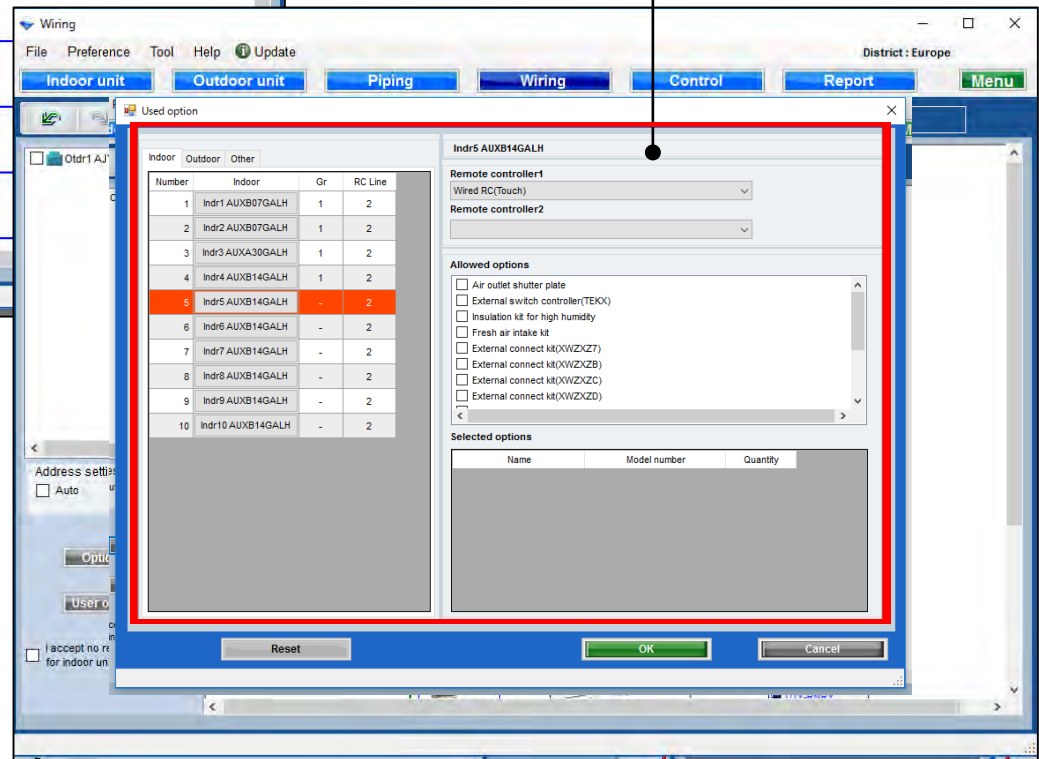 Wiring
File Preference Tool Help Update
District : Europe
Indoor unit Outdoor unit Piping Wiring Control Report Menu
Used option
Otdr1
Indoor Outdoor Other
Number Indoor Gr RC Line
1 Indr1 AUXB07GALH 1 2
2 Indr2 AUXB07GALH 1 2
3 Indr3 AUXA30GALH 1 2
4 Indr4 AUXB14GALH 1 2
5 Indr5 AUXB14GALH - 2
6 Indr6 AUXB14GALH - 2
7 Indr7 AUXB14GALH - 2
8 Indr8 AUXB14GALH - 2
9 Indr9 AUXB14GALH - 2
10 Indr10 AUXB14GALH - 2
Indr5 AUXB14GALH
Remote controller1
Wired RC(Touch)
Remote controller2
Allowed options
Air outlet shutter plate
External switch controller(TEKX)
Insulation kit for high humidity
Fresh air intake kit
External connect kit(XWZXZ7)
External connect kit(XWZXZB)
External connect kit(XWZXZC)
External connect kit(XWZXZD)
Selected options
Name Model number Quantity
Address
Auto
User
I accept no
for indoor
Reset OK Cancel